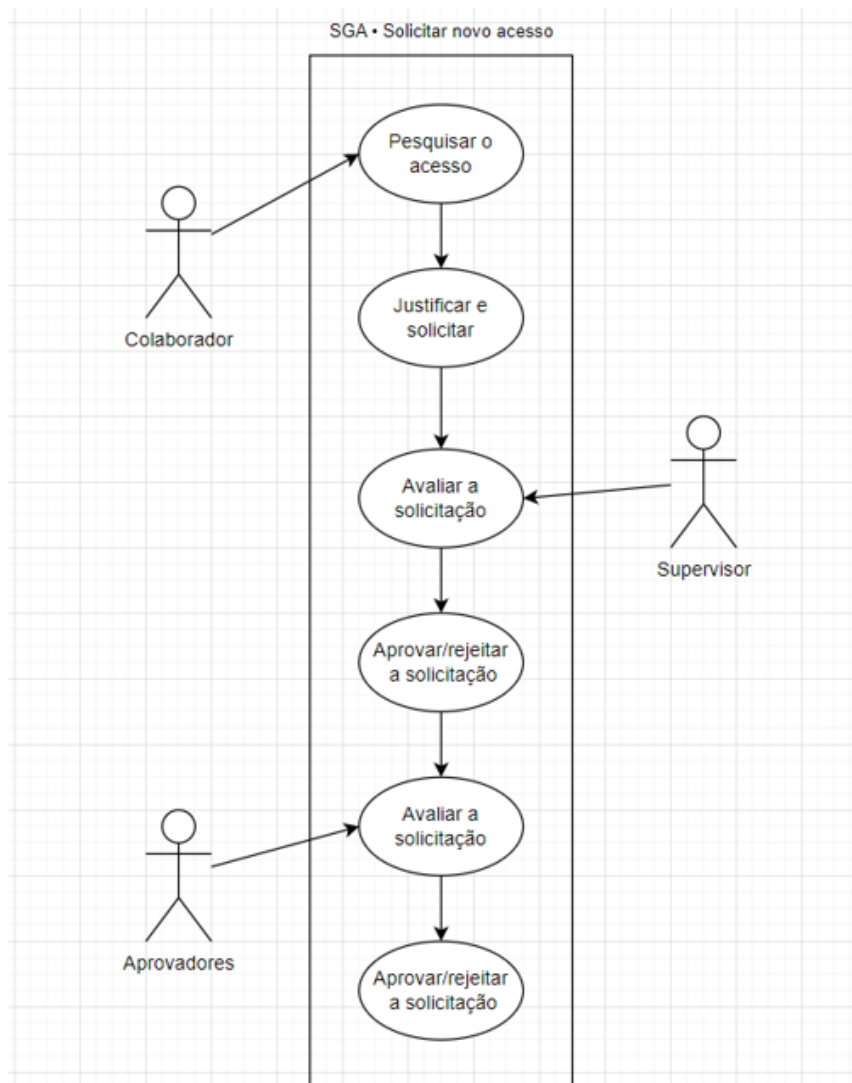 SGA • Solicitar novo acesso
Pesquisar o
acesso
Colaborador
Justificar e
solicitar
Avaliar a
solicitação
Supervisor
Aprovar/rejeitar
a solicitação
Avaliar a
solicitação
Aprovadores
Aprovar/rejeitar
a solicitação